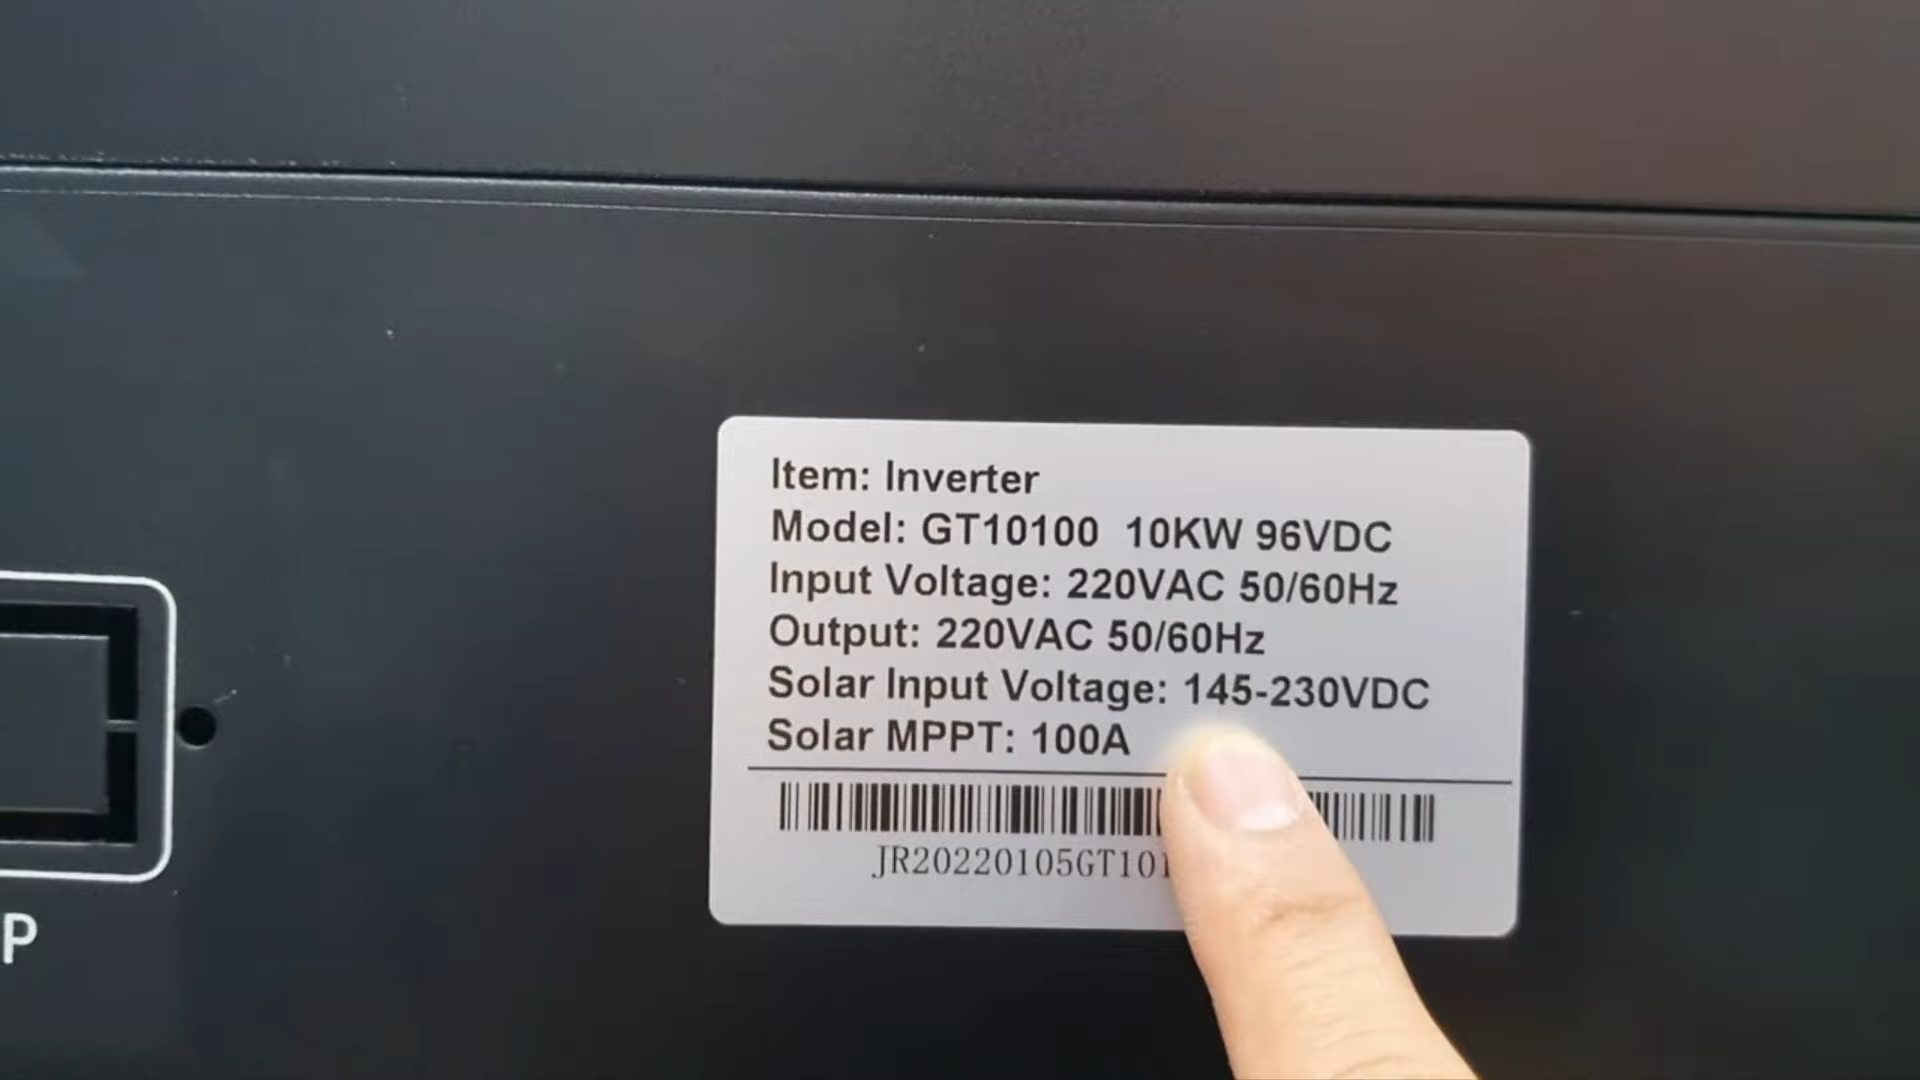 Item: Inverter
Model: GT10100 10KW 96VDC
Input Voltage: 220VAC 50/60Hz
Output: 220VAC 50/60Hz
Solar Input Voltage: 145-230VDC
Solar MPPT: 100A
JR20220105GT101
P